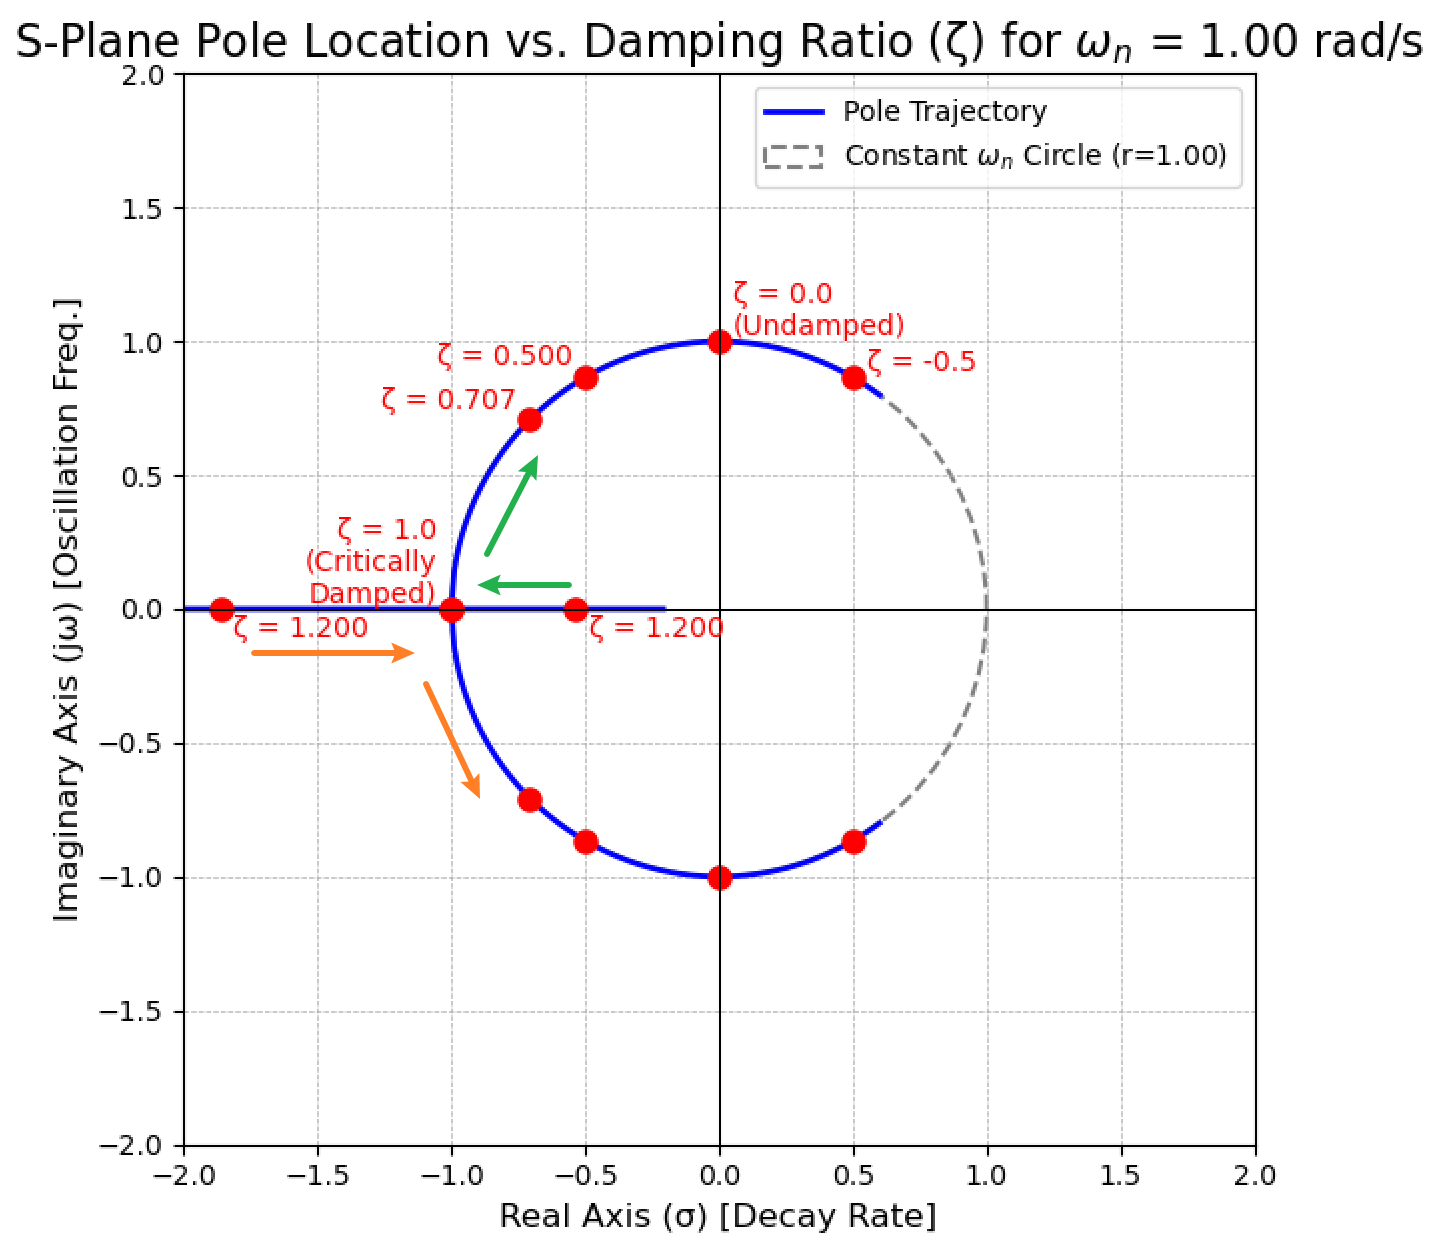 S-Plane Pole Location vs. Damping Ratio (ζ) for ωₙ = 1.00 rad/s
Pole Trajectory
Constant ωₙ Circle (r=1.00)
2.0
1.5
1.0
0.5
0.0
−0.5
−1.0
−1.5
−2.0
Imaginary Axis (jω) [Oscillation Freq.]
ζ = 0.0
(Undamped)
ζ = 0.500
ζ = -0.5
ζ = 0.707
ζ = 1.0
(Critically
Damped)
ζ = 1.200
ζ = 1.200
−2.0
−1.5
−1.0
−0.5
0.0
0.5
1.0
1.5
2.0
Real Axis (σ) [Decay Rate]